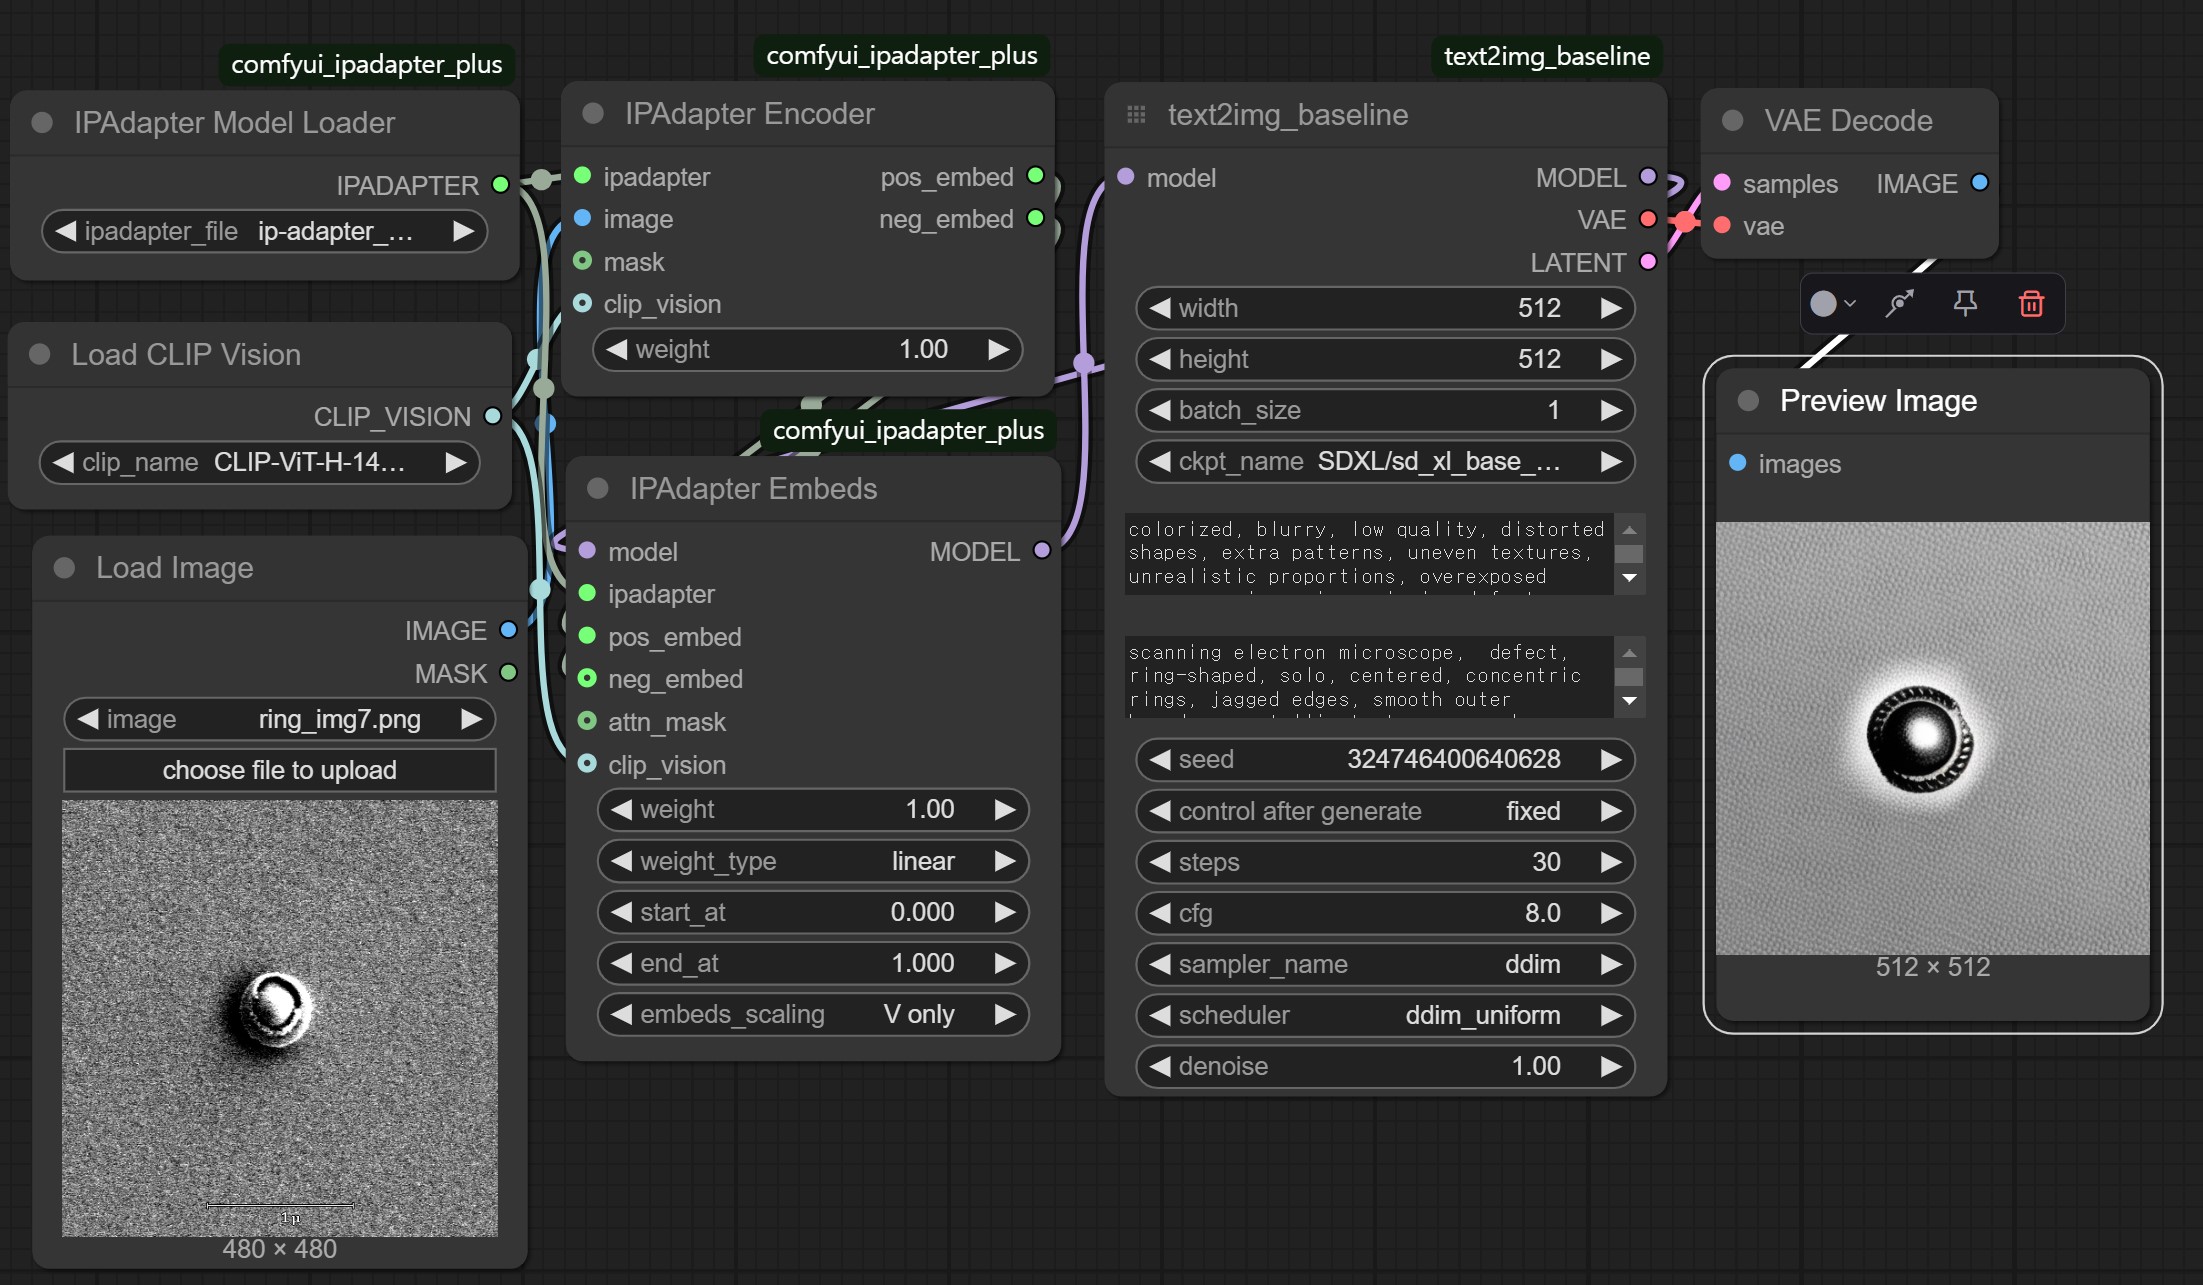 comfyui_ipadapter_plus
IPAdapter Model Loader
IPADAPTER
ipadapter_file ip-adapter_...
Load CLIP Vision
CLIP_VISION
clip_name CLIP-ViT-H-14...
Load Image
IMAGE
MASK
image ring_img7.png
choose file to upload
1 µ
480 × 480
comfyui_ipadapter_plus
IPAdapter Encoder
ipadapter pos_embed
image neg_embed
mask
clip_vision
weight 1.00
comfyui_ipadapter_plus
IPAdapter Embeds
model MODEL
ipadapter
pos_embed
neg_embed
attn_mask
clip_vision
weight 1.00
weight_type linear
start_at 0.000
end_at 1.000
embeds_scaling V only
text2img_baseline
text2img_baseline
model MODEL
VAE
LATENT
width 512
height 512
batch_size 1
ckpt_name SDXL/sd_xl_base_...
colorized, blurry, low quality, distorted
shapes, extra patterns, uneven textures,
unrealistic proportions, overexposed
scanning electron microscope,  defect,
ring-shaped, solo, centered, concentric
rings, jagged edges, smooth outer
seed 324746400640628
control after generate fixed
steps 30
cfg 8.0
sampler_name ddim
scheduler ddim_uniform
denoise 1.00
VAE Decode
samples IMAGE
vae
Preview Image
images
512 × 512